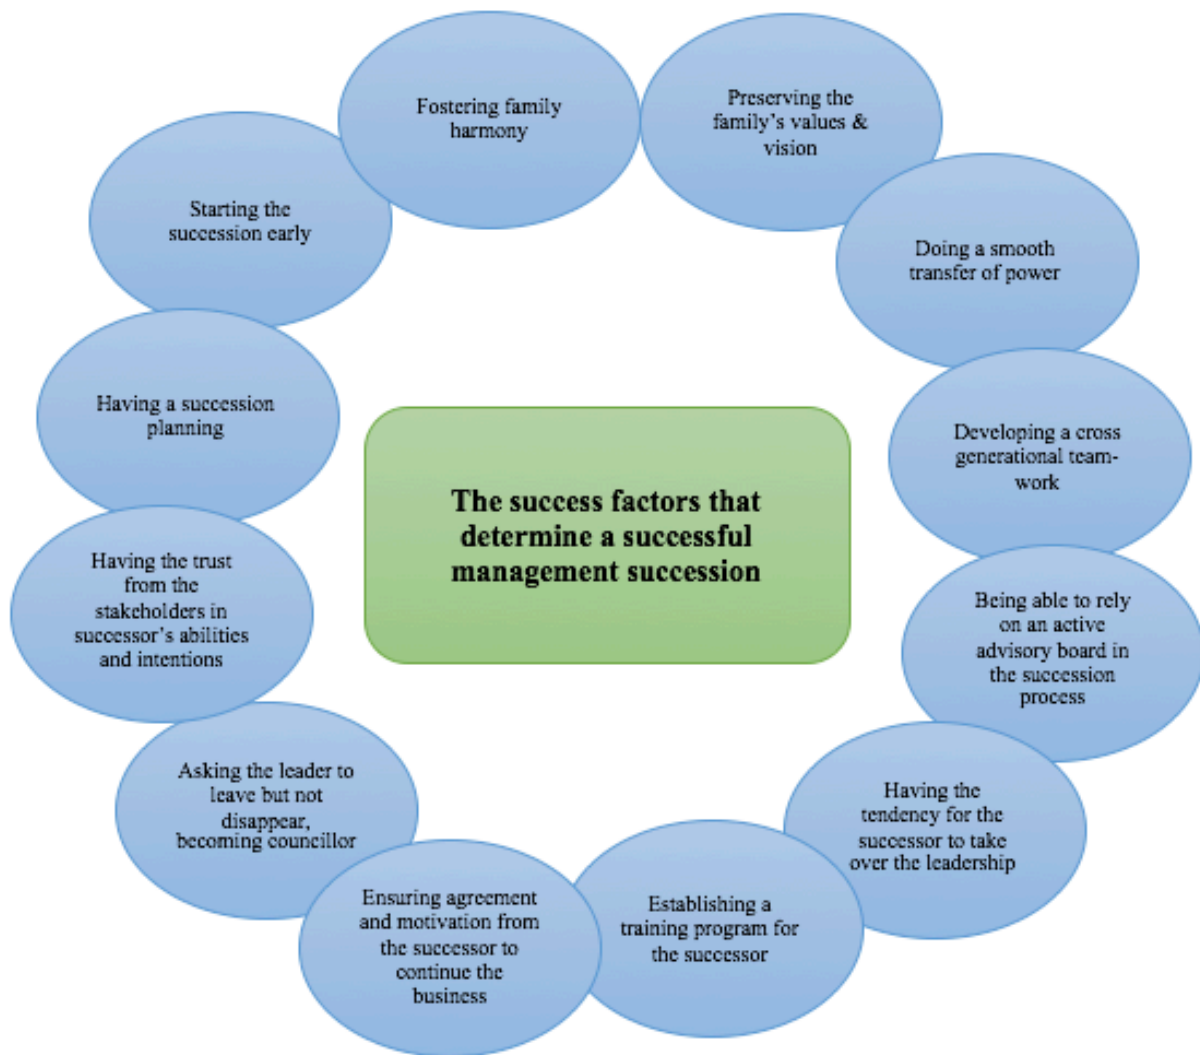 Fostering family
harmony
Preserving the
family's values &
vision
Doing a smooth
transfer of power
Developing a cross
generational team-
work
Being able to rely
on an active
advisory board in
the succession
process
Having the
tendency for the
successor to take
over the leadership
Establishing a
training program for
the successor
Ensuring agreement
and motivation from
the successor to
continue the
business
Asking the leader to
leave but not
disappear,
becoming councillor
Having the trust
from the
stakeholders in
successor's abilities
and intentions
Having a succession
planning
Starting the
succession early
The success factors that
determine a successful
management succession